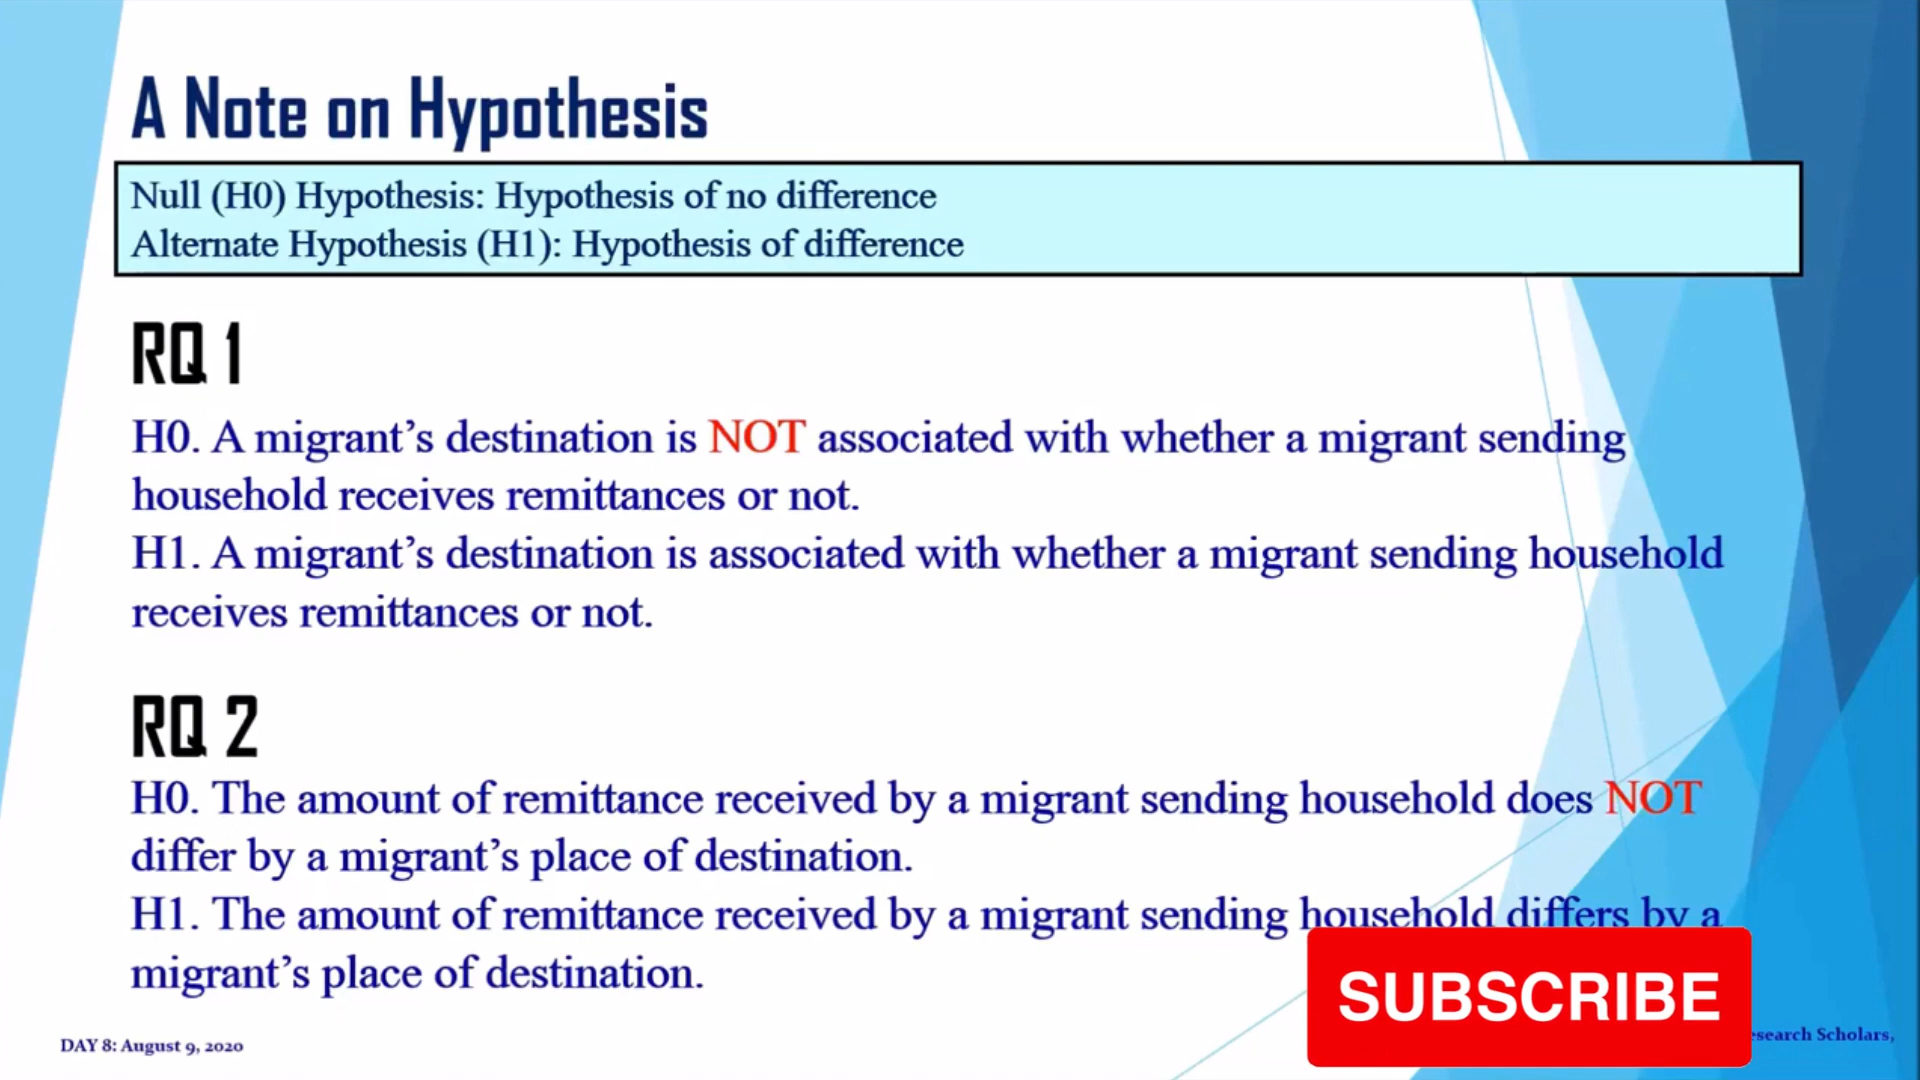 A Note on Hypothesis
Null (H0) Hypothesis: Hypothesis of no difference
Alternate Hypothesis (H1): Hypothesis of difference
RQ 1
H0. A migrant’s destination is NOT associated with whether a migrant sending
household receives remittances or not.
H1. A migrant’s destination is associated with whether a migrant sending household
receives remittances or not.
RQ 2
H0. The amount of remittance received by a migrant sending household does NOT
differ by a migrant’s place of destination.
H1. The amount of remittance received by a migrant sending household differs by a
migrant’s place of destination.
SUBSCRIBE
DAY 8: August 9, 2020
Scholars,